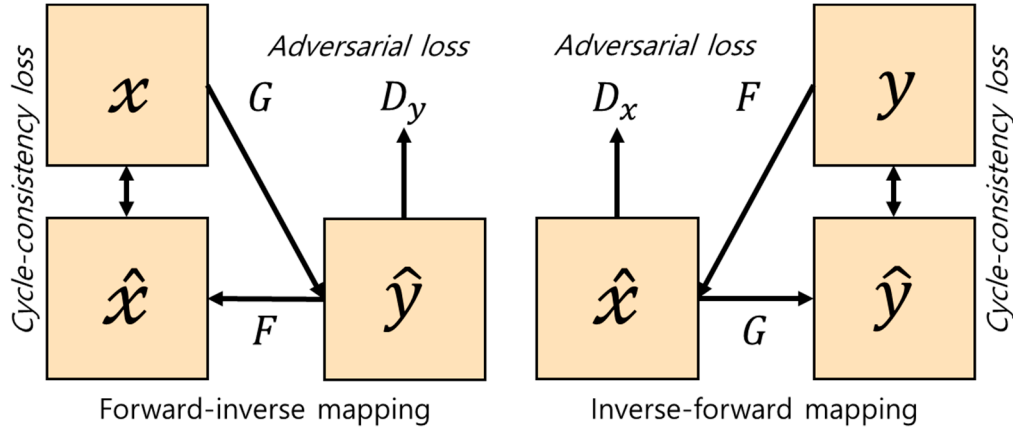 Cycle-consistency loss
x
G
Adversarial loss
D_y
x̂
F
ŷ
Forward-inverse mapping
Adversarial loss
D_x
F
y
Cycle-consistency loss
x̂
G
ŷ
Inverse-forward mapping